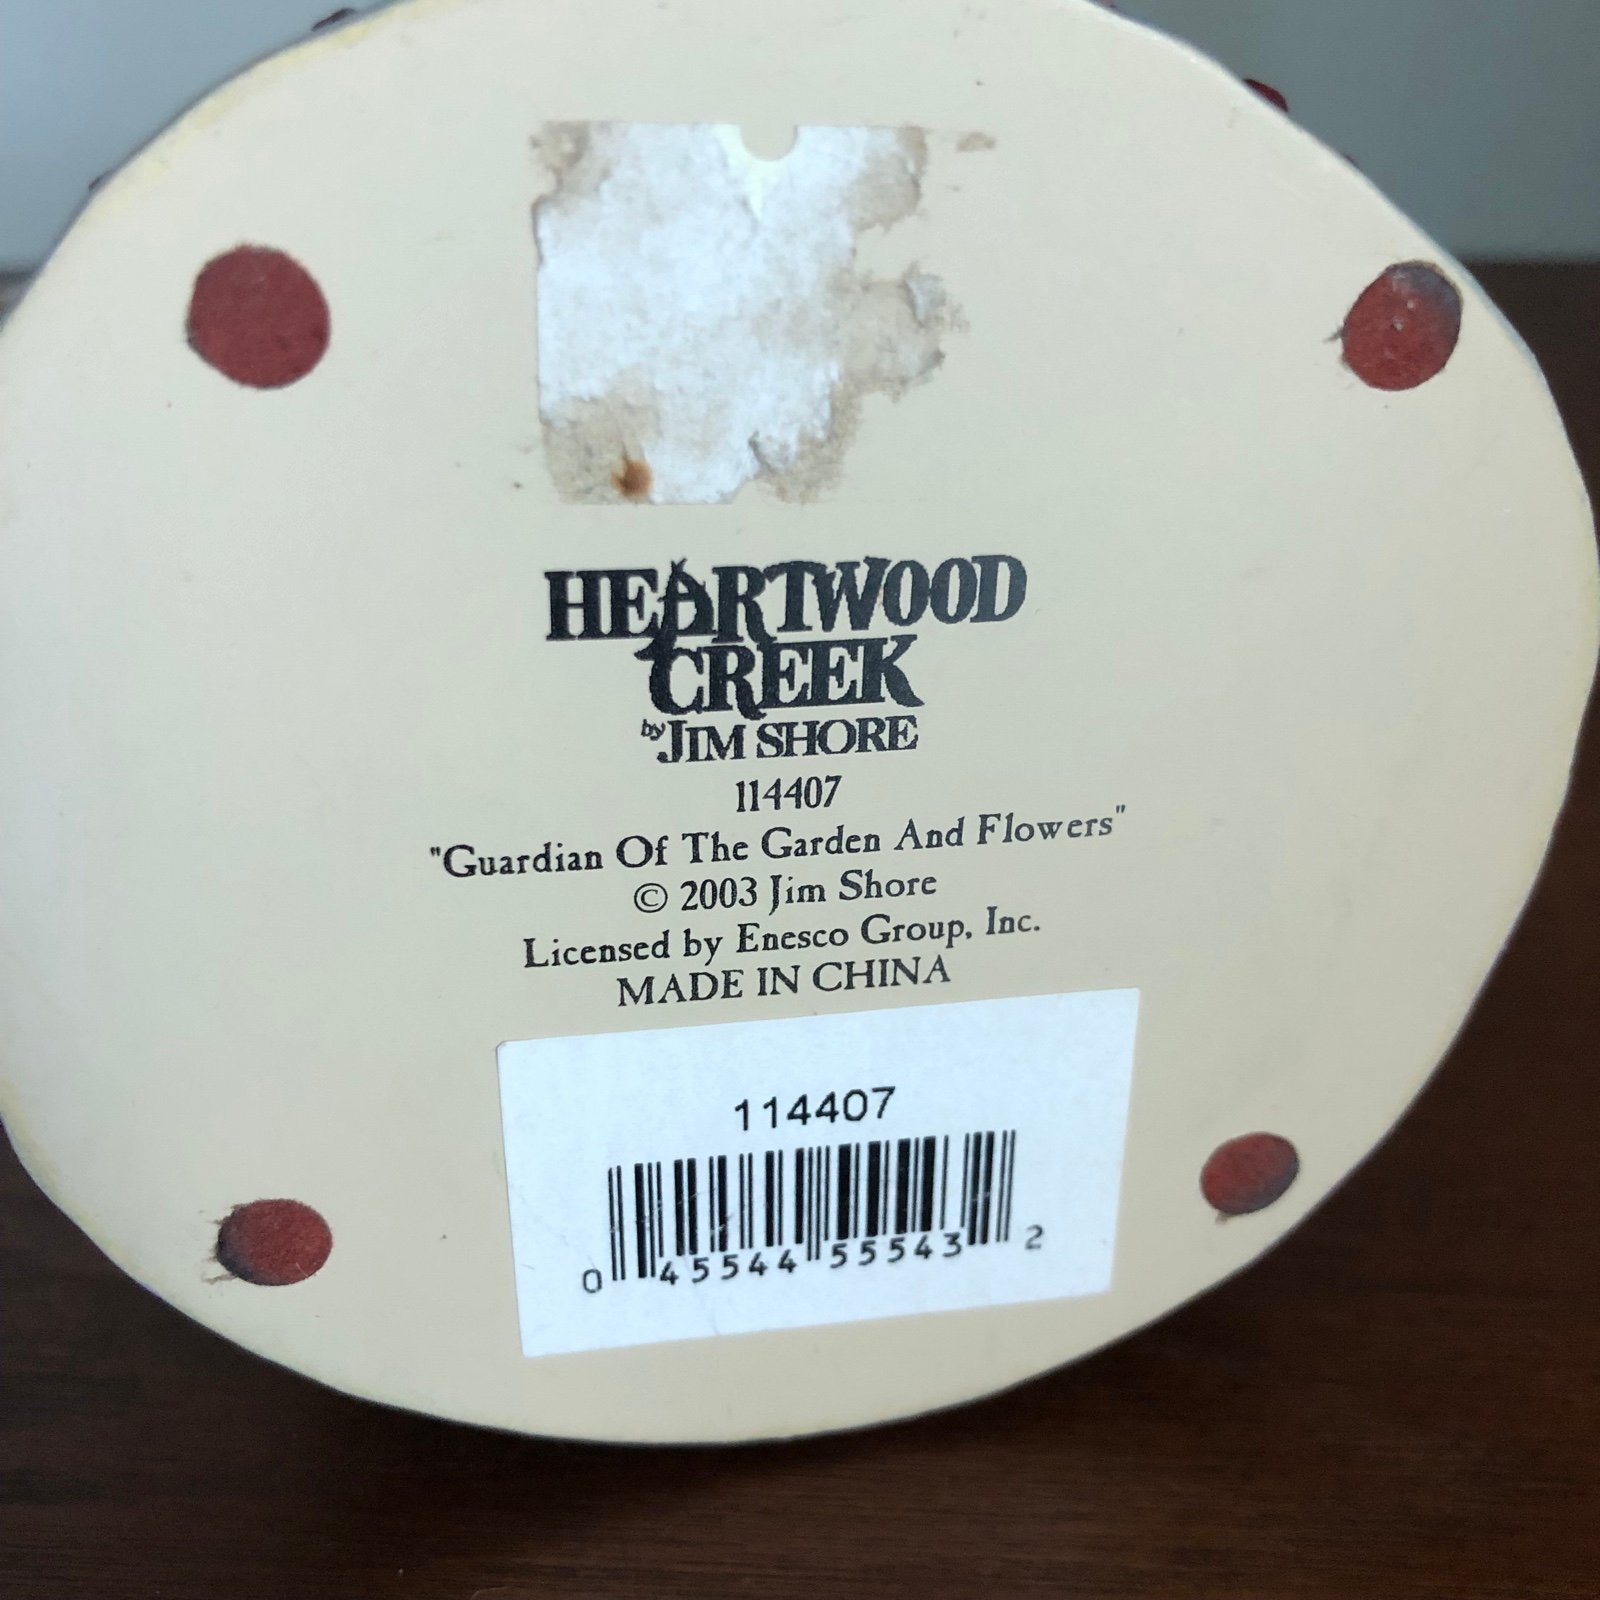 HEARTWOOD
CREEK
by JIM SHORE
114407
"Guardian Of The Garden And Flowers"
© 2003 Jim Shore
Licensed by Enesco Group, Inc.
MADE IN CHINA
114407
0 45544 55543 2